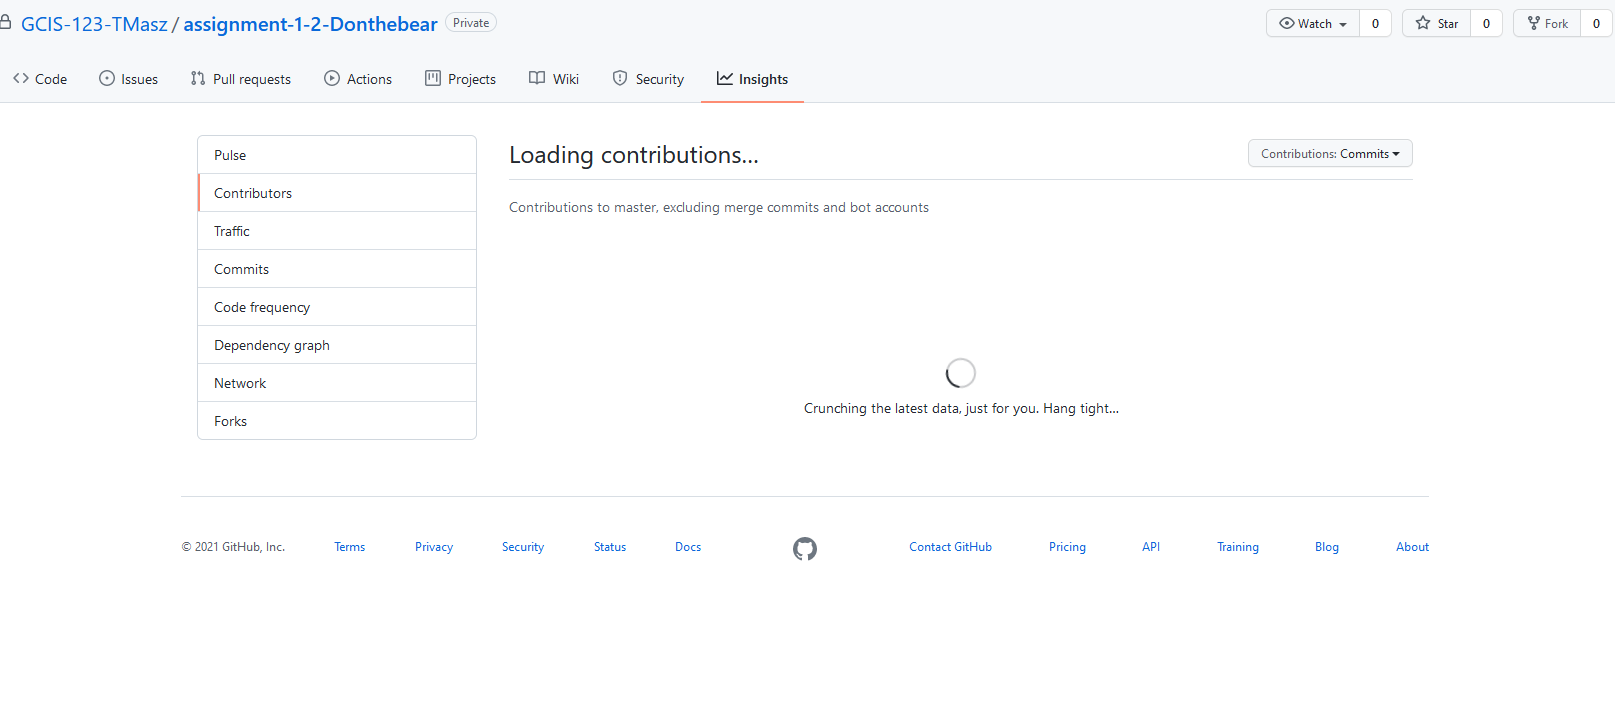 GCIS-123-TMasz / assignment-1-2-Donthebear Private Watch 0 Star 0 Fork 0
Code Issues Pull requests Actions Projects Wiki Security Insights
Pulse
Contributors
Traffic
Commits
Code frequency
Dependency graph
Network
Forks
Loading contributions…
Contributions: Commits
Contributions to master, excluding merge commits and bot accounts
Crunching the latest data, just for you. Hang tight…
© 2021 GitHub, Inc. Terms Privacy Security Status Docs Contact GitHub Pricing API Training Blog About